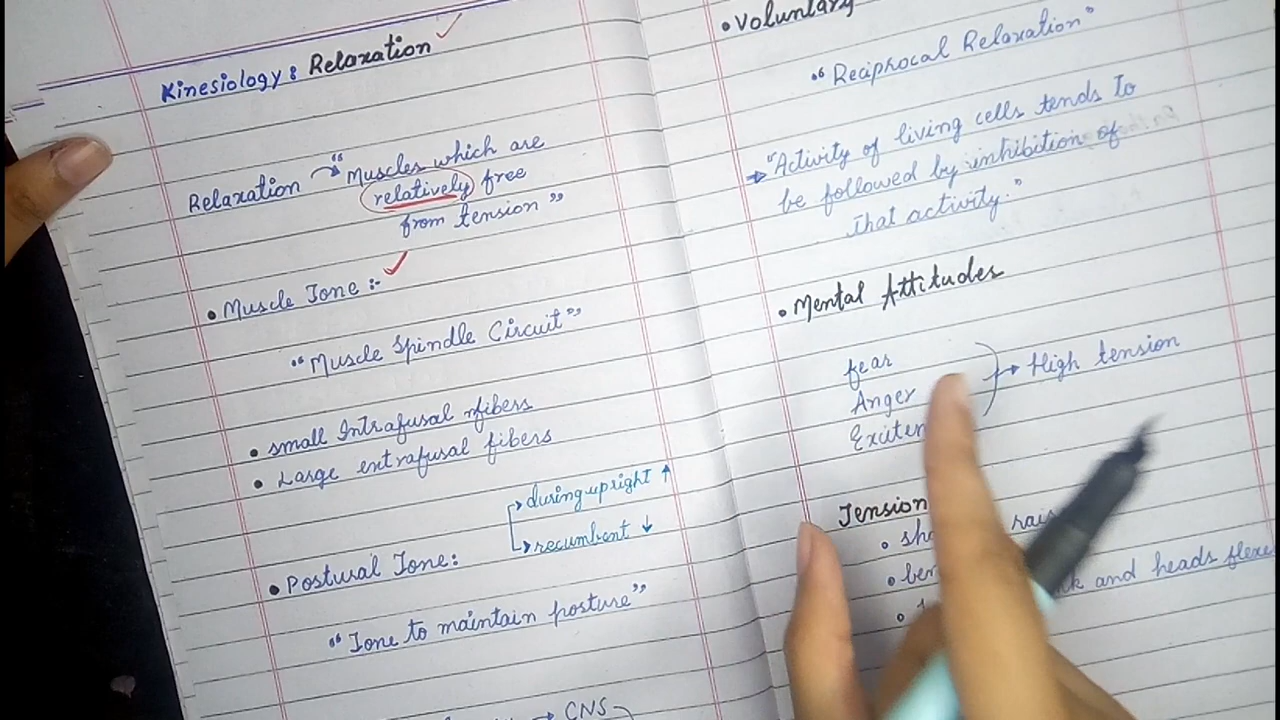 Kinesiology: Relaxation
Relaxation → "Muscles which are
relatively free
from tension"
• Muscle Tone :-
"Muscle Spindle Circuit"
• small Intrafusal fibers
• Large extrafusal fibers
→ during upright ↑
→ recumbent ↓
• Postural Tone:
"Tone to maintain posture"
→ CNS
• Voluntary
"Reciprocal Relaxation"
→ "Activity of living cells tends to
be followed by inhibition of
that activity."
• Mental Attitudes
fear
Anger
→ High tension
Tension
and heads